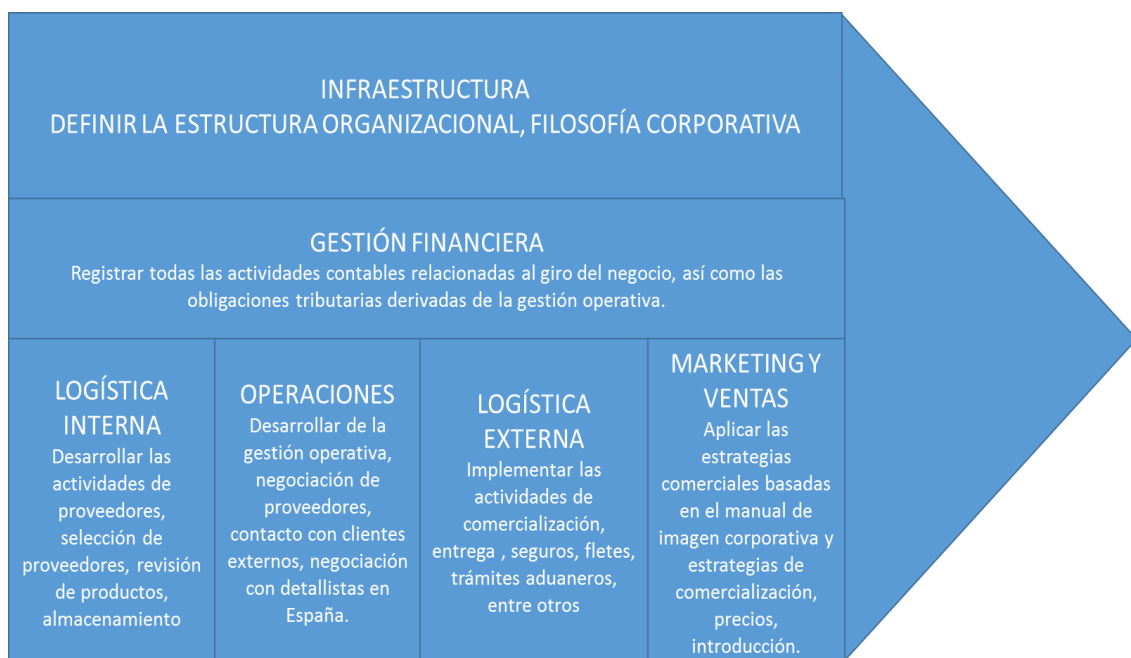 INFRAESTRUCTURA
DEFINIR LA ESTRUCTURA ORGANIZACIONAL, FILOSOFÍA CORPORATIVA
GESTIÓN FINANCIERA
Registrar todas las actividades contables relacionadas al giro del negocio, así como las
obligaciones tributarias derivadas de la gestión operativa.
LOGÍSTICA
INTERNA
Desarrollar las
actividades de
proveedores,
selección de
proveedores, revisión
de productos,
almacenamiento
OPERACIONES
Desarrollar de la
gestión operativa,
negociación de
proveedores,
contacto con clientes
externos, negociación
con detallistas en
España.
LOGÍSTICA
EXTERNA
Implementar las
actividades de
comercialización,
entrega , seguros, fletes,
trámites aduaneros,
entre otros
MARKETING Y
VENTAS
Aplicar las
estrategias
comerciales basadas
en el manual de
imagen corporativa y
estrategias de
comercialización,
precios,
introducción.